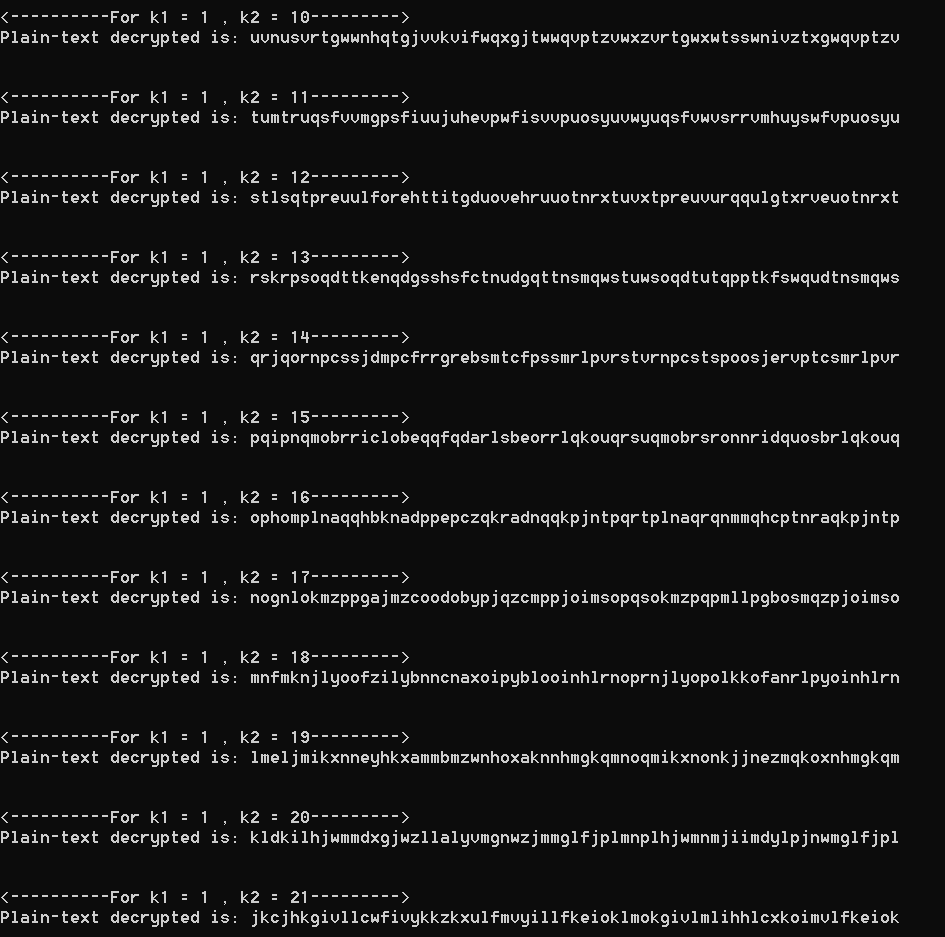 <----------For k1 = 1 , k2 = 10--------->
Plain-text decrypted is: uvnusvrtgwwnhqtgjvvkvifwqxgjtwwqvptzvwxzvrtgwxwtsswnivztxgwqvptzv
<----------For k1 = 1 , k2 = 11--------->
Plain-text decrypted is: tumtruqsfvvmgpsfiuujuhevpwfisvvpuosyuvwyuqsfvwvsrrvmhuyswfvpuosyu
<----------For k1 = 1 , k2 = 12--------->
Plain-text decrypted is: stlsqtpreuulforehttitgduovehruuotnrxtuvxtpreuvurqqulgtxrveuotnrxt
<----------For k1 = 1 , k2 = 13--------->
Plain-text decrypted is: rskrpsoqdttkenqdgsshsfctnudgqttnsmqwstuwsoqdtutqpptkfswqudtnsmqws
<----------For k1 = 1 , k2 = 14--------->
Plain-text decrypted is: qrjqornpcssjdmpcfrrgrebsmtcfpssmrlpvrstvrnpcstspoosjervptcsmrlpvr
<----------For k1 = 1 , k2 = 15--------->
Plain-text decrypted is: pqipnqmobrriclobeqqfqdarlsbeorrlqkouqrsuqmobrsronnridquosbrlqkouq
<----------For k1 = 1 , k2 = 16--------->
Plain-text decrypted is: ophomplnaqqhbknadppepczqkradnqqkpjntpqrtplnaqrqnmmqhcptnraqkpjntp
<----------For k1 = 1 , k2 = 17--------->
Plain-text decrypted is: nognlokmzppgajmzcoodobypjqzcmppjoimsopqsokmzpqpmllpgbosmqzpjoimso
<----------For k1 = 1 , k2 = 18--------->
Plain-text decrypted is: mnfmknjlyoofzilybnncnaxoipyblooinhlrnoprnjlyopolkkofanrlpyoinhlrn
<----------For k1 = 1 , k2 = 19--------->
Plain-text decrypted is: lmeljmikxnneyhkxammbmzwnhoxaknnhmgkqmnoqmikxnonkjjnezmqkoxnhmgkqm
<----------For k1 = 1 , k2 = 20--------->
Plain-text decrypted is: kldkilhjwmmdxgjwzllalyvmgnwzjmmglfjplmnplhjwmnmjiimdylpjnwmglfjpl
<----------For k1 = 1 , k2 = 21--------->
Plain-text decrypted is: jkcjhkgivllcwfivykkzkxulfmvyillfkeioklmokgivlmlihhlcxkoimvlfkeiok